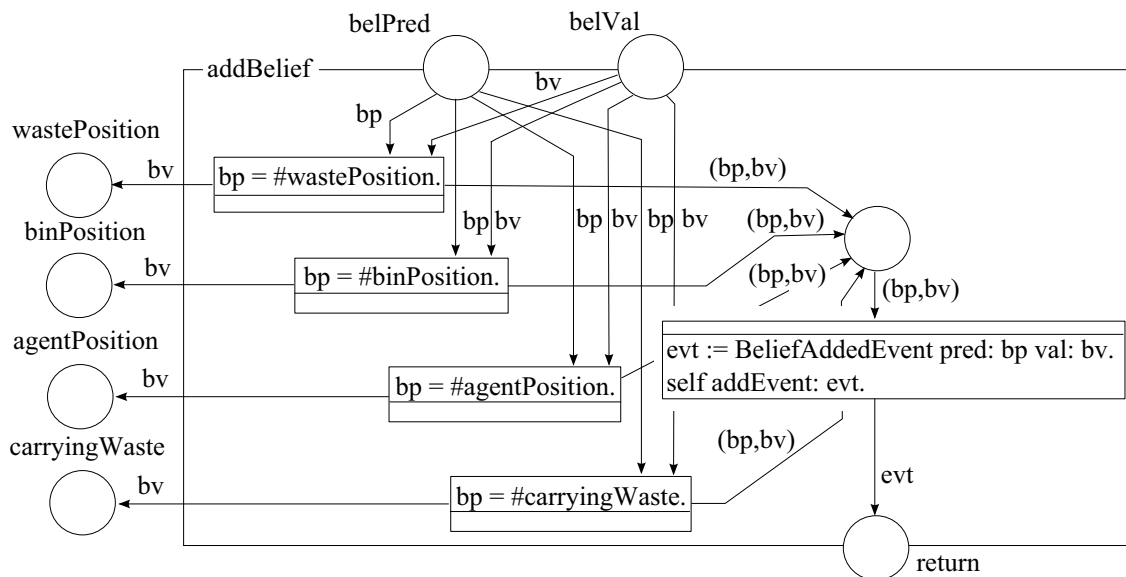 belPred
belVal
addBelief
bv
bp
wastePosition
bv
bp = #wastePosition.
(bp,bv)
binPosition
bp bv
bp bv
bp bv
(bp,bv)
bv
bp = #binPosition.
(bp,bv)
(bp,bv)
agentPosition
evt := BeliefAddedEvent pred: bp val: bv.
self addEvent: evt.
bv
bp = #agentPosition.
carryingWaste
(bp,bv)
bv
bp = #carryingWaste.
evt
return